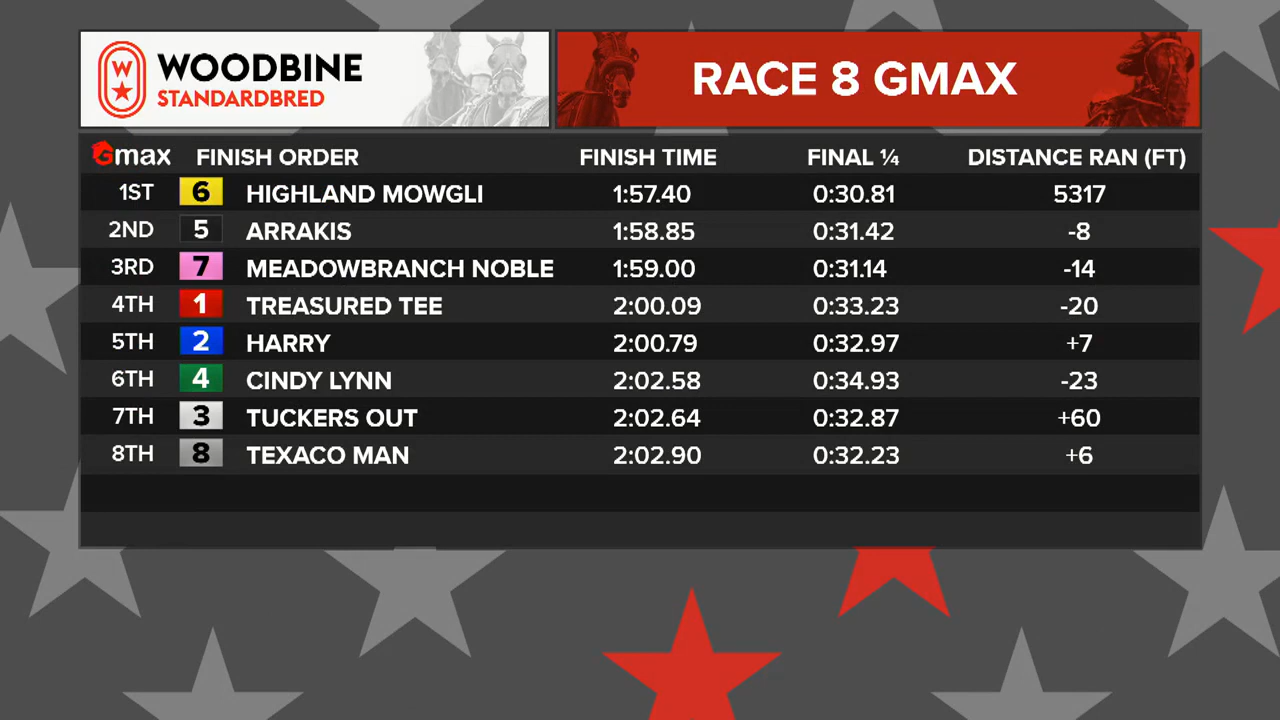 W WOODBINE
STANDARDBRED
RACE 8 GMAX
Gmax FINISH ORDER FINISH TIME FINAL ¼ DISTANCE RAN (FT)
1ST 6 HIGHLAND MOWGLI 1:57.40 0:30.81 5317
2ND 5 ARRAKIS 1:58.85 0:31.42 -8
3RD 7 MEADOWBRANCH NOBLE 1:59.00 0:31.14 -14
4TH 1 TREASURED TEE 2:00.09 0:33.23 -20
5TH 2 HARRY 2:00.79 0:32.97 +7
6TH 4 CINDY LYNN 2:02.58 0:34.93 -23
7TH 3 TUCKERS OUT 2:02.64 0:32.87 +60
8TH 8 TEXACO MAN 2:02.90 0:32.23 +6